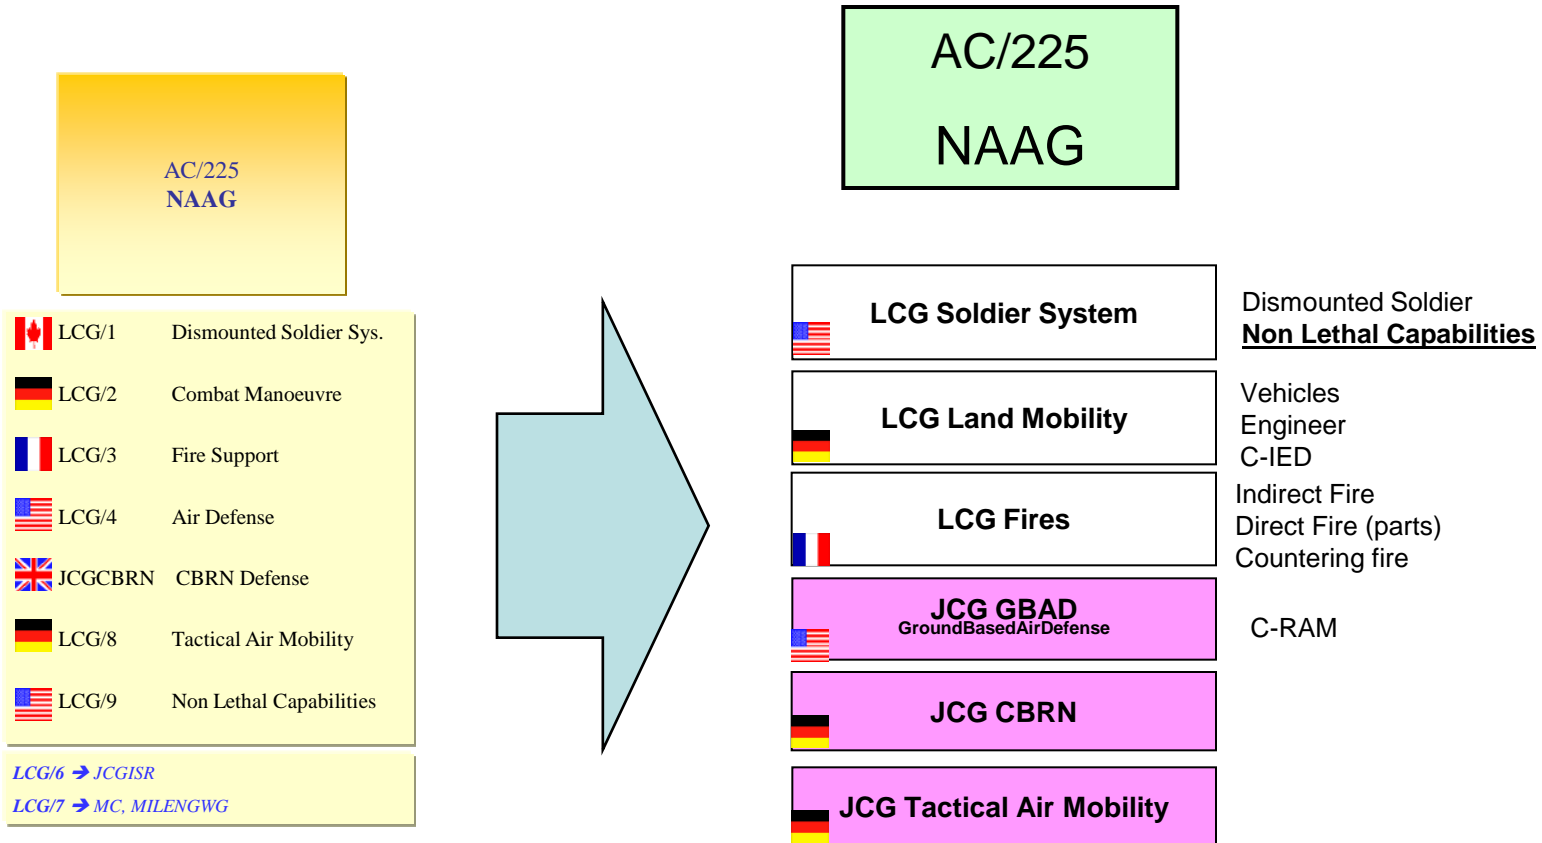 AC/225
NAAG
LCG/1 Dismounted Soldier Sys.
LCG/2 Combat Manoeuvre
LCG/3 Fire Support
LCG/4 Air Defense
JCGCBRN CBRN Defense
LCG/8 Tactical Air Mobility
LCG/9 Non Lethal Capabilities
LCG/6 ➔ JCGISR
LCG/7 ➔ MC, MILENGWG
AC/225
NAAG
LCG Soldier System
Dismounted Soldier
Non Lethal Capabilities
LCG Land Mobility
Vehicles
Engineer
C-IED
LCG Fires
Indirect Fire
Direct Fire (parts)
Countering fire
JCG GBAD
GroundBasedAirDefense
C-RAM
JCG CBRN
JCG Tactical Air Mobility